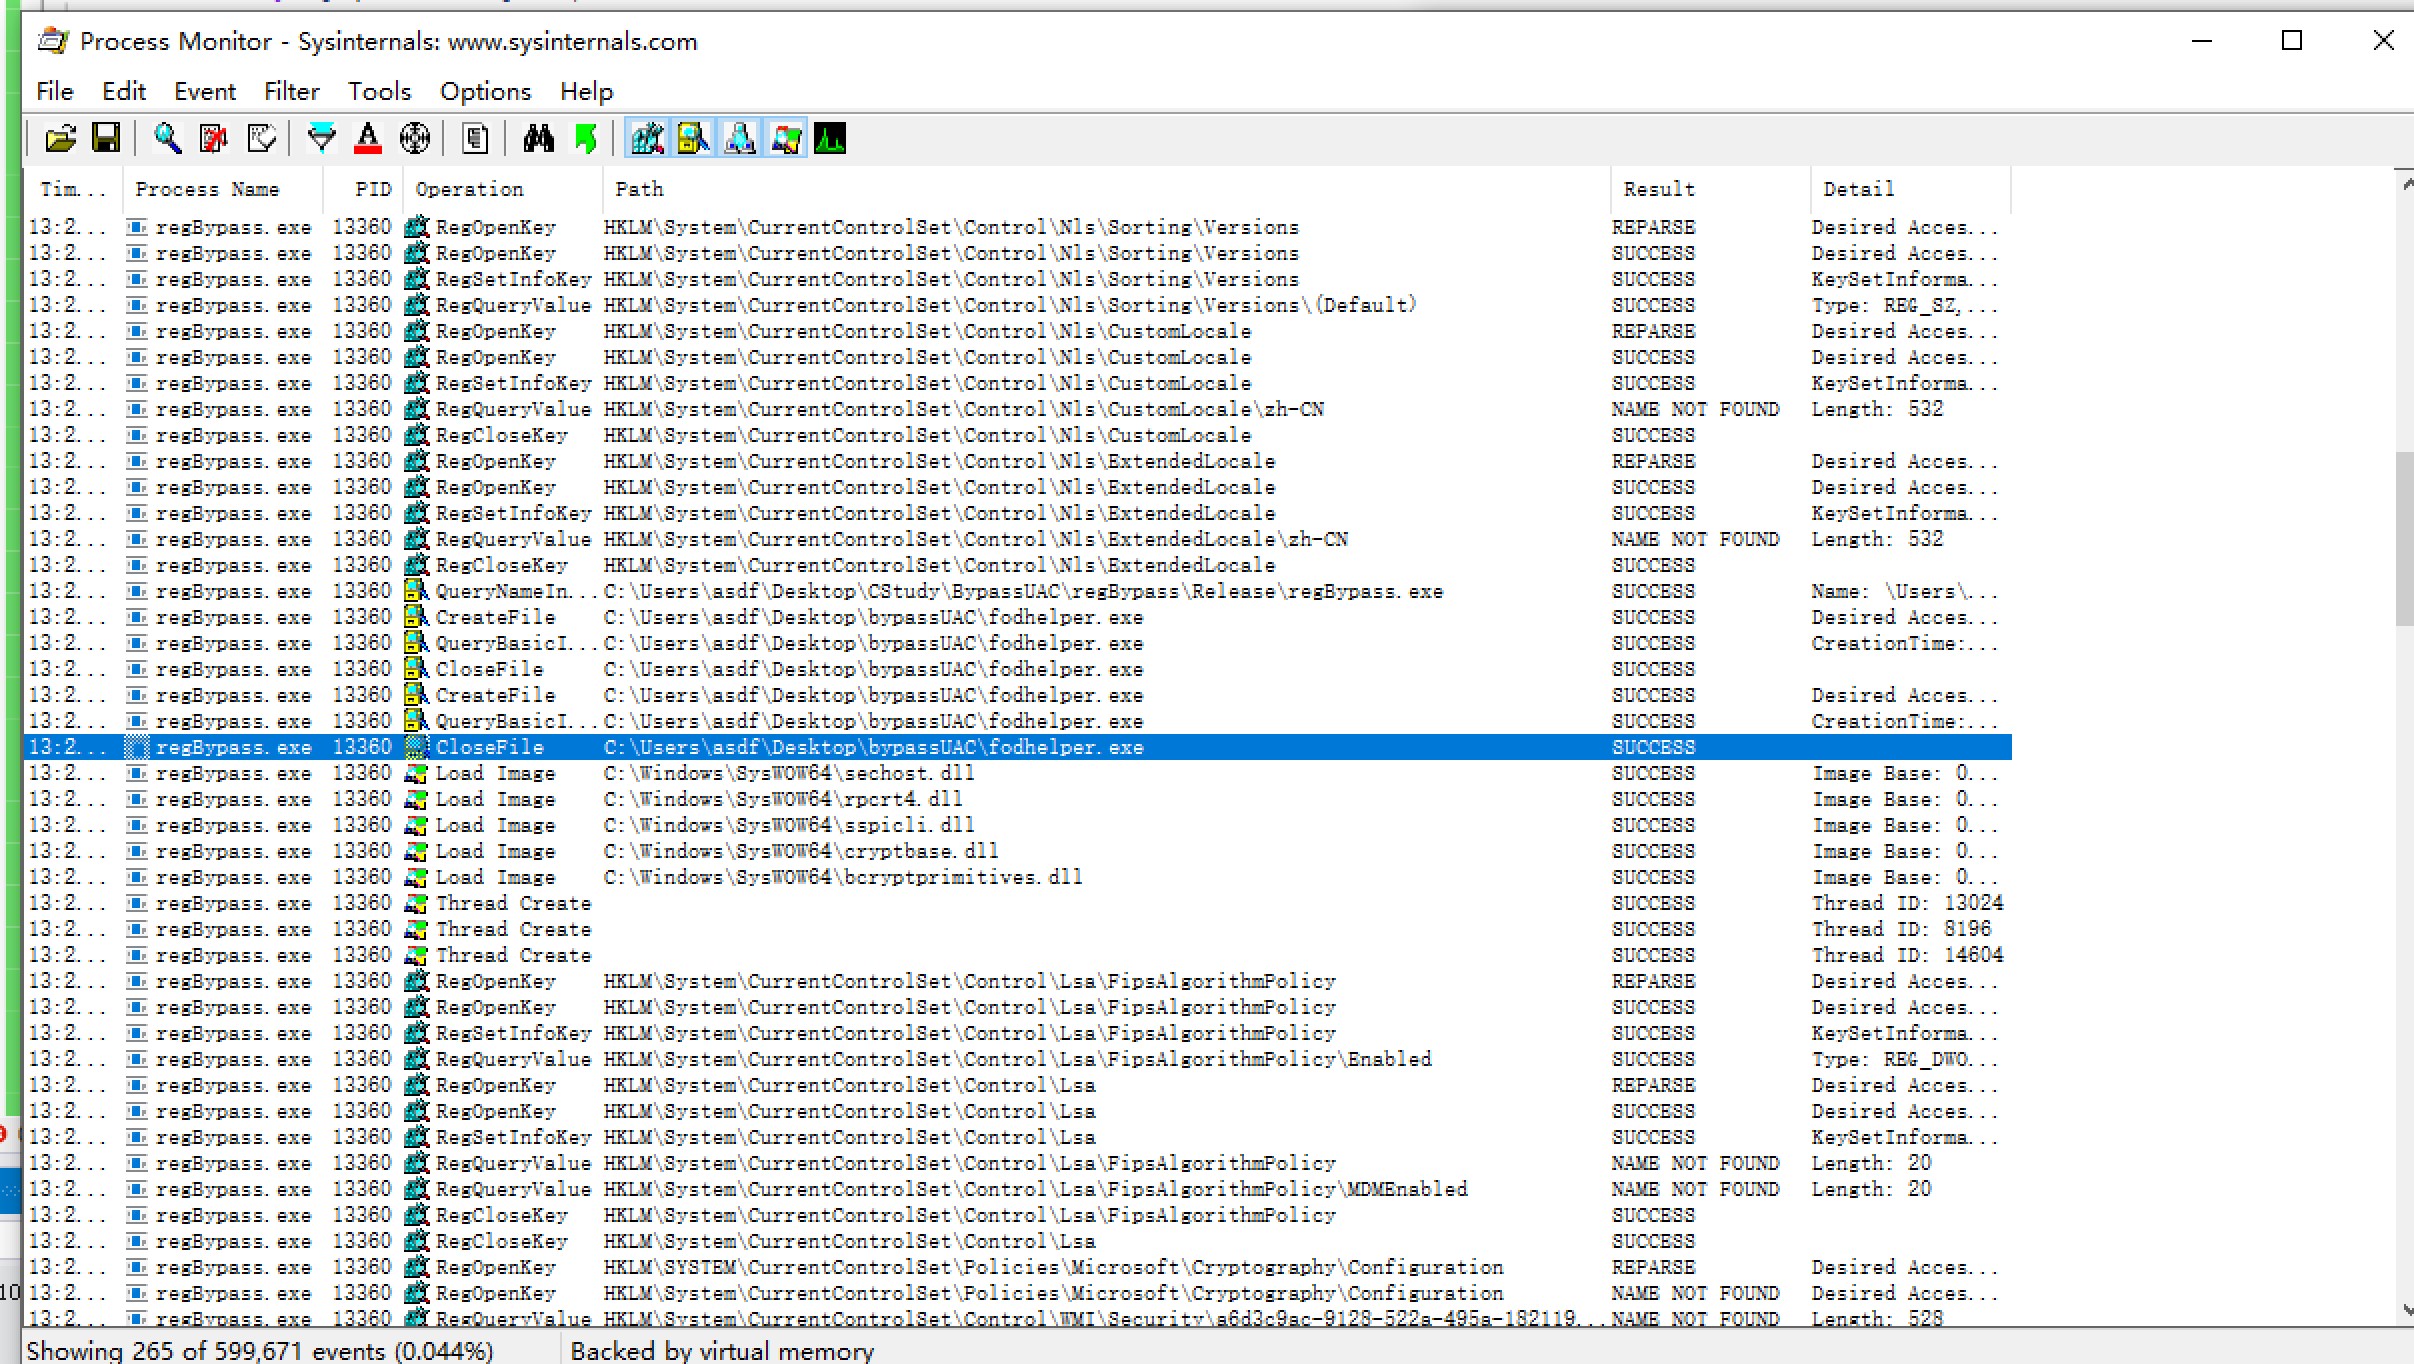 Process Monitor - Sysinternals: www.sysinternals.com
File Edit Event Filter Tools Options Help
Tim... Process Name PID Operation Path Result Detail
13:2... regBypass.exe 13360 RegOpenKey HKLM\System\CurrentControlSet\Control\Nls\Sorting\Versions REPARSE Desired Acces...
13:2... regBypass.exe 13360 RegOpenKey HKLM\System\CurrentControlSet\Control\Nls\Sorting\Versions SUCCESS Desired Acces...
13:2... regBypass.exe 13360 RegSetInfoKey HKLM\System\CurrentControlSet\Control\Nls\Sorting\Versions SUCCESS KeySetInforma...
13:2... regBypass.exe 13360 RegQueryValue HKLM\System\CurrentControlSet\Control\Nls\Sorting\Versions\(Default) SUCCESS Type: REG_SZ,...
13:2... regBypass.exe 13360 RegOpenKey HKLM\System\CurrentControlSet\Control\Nls\CustomLocale REPARSE Desired Acces...
13:2... regBypass.exe 13360 RegOpenKey HKLM\System\CurrentControlSet\Control\Nls\CustomLocale SUCCESS Desired Acces...
13:2... regBypass.exe 13360 RegSetInfoKey HKLM\System\CurrentControlSet\Control\Nls\CustomLocale SUCCESS KeySetInforma...
13:2... regBypass.exe 13360 RegQueryValue HKLM\System\CurrentControlSet\Control\Nls\CustomLocale\zh-CN NAME NOT FOUND Length: 532
13:2... regBypass.exe 13360 RegCloseKey HKLM\System\CurrentControlSet\Control\Nls\CustomLocale SUCCESS
13:2... regBypass.exe 13360 RegOpenKey HKLM\System\CurrentControlSet\Control\Nls\ExtendedLocale REPARSE Desired Acces...
13:2... regBypass.exe 13360 RegOpenKey HKLM\System\CurrentControlSet\Control\Nls\ExtendedLocale SUCCESS Desired Acces...
13:2... regBypass.exe 13360 RegSetInfoKey HKLM\System\CurrentControlSet\Control\Nls\ExtendedLocale SUCCESS KeySetInforma...
13:2... regBypass.exe 13360 RegQueryValue HKLM\System\CurrentControlSet\Control\Nls\ExtendedLocale\zh-CN NAME NOT FOUND Length: 532
13:2... regBypass.exe 13360 RegCloseKey HKLM\System\CurrentControlSet\Control\Nls\ExtendedLocale SUCCESS
13:2... regBypass.exe 13360 QueryNameIn... C:\Users\asdf\Desktop\CStudy\BypassUAC\regBypass\Release\regBypass.exe SUCCESS Name: \Users\...
13:2... regBypass.exe 13360 CreateFile C:\Users\asdf\Desktop\bypassUAC\fodhelper.exe SUCCESS Desired Acces...
13:2... regBypass.exe 13360 QueryBasicI... C:\Users\asdf\Desktop\bypassUAC\fodhelper.exe SUCCESS CreationTime:...
13:2... regBypass.exe 13360 CloseFile C:\Users\asdf\Desktop\bypassUAC\fodhelper.exe SUCCESS
13:2... regBypass.exe 13360 CreateFile C:\Users\asdf\Desktop\bypassUAC\fodhelper.exe SUCCESS Desired Acces...
13:2... regBypass.exe 13360 QueryBasicI... C:\Users\asdf\Desktop\bypassUAC\fodhelper.exe SUCCESS CreationTime:...
13:2... regBypass.exe 13360 CloseFile C:\Users\asdf\Desktop\bypassUAC\fodhelper.exe SUCCESS
13:2... regBypass.exe 13360 Load Image C:\Windows\SysWOW64\sechost.dll SUCCESS Image Base: 0...
13:2... regBypass.exe 13360 Load Image C:\Windows\SysWOW64\rpcrt4.dll SUCCESS Image Base: 0...
13:2... regBypass.exe 13360 Load Image C:\Windows\SysWOW64\sspicli.dll SUCCESS Image Base: 0...
13:2... regBypass.exe 13360 Load Image C:\Windows\SysWOW64\cryptbase.dll SUCCESS Image Base: 0...
13:2... regBypass.exe 13360 Load Image C:\Windows\SysWOW64\bcryptprimitives.dll SUCCESS Image Base: 0...
13:2... regBypass.exe 13360 Thread Create SUCCESS Thread ID: 13024
13:2... regBypass.exe 13360 Thread Create SUCCESS Thread ID: 8196
13:2... regBypass.exe 13360 Thread Create SUCCESS Thread ID: 14604
13:2... regBypass.exe 13360 RegOpenKey HKLM\System\CurrentControlSet\Control\Lsa\FipsAlgorithmPolicy REPARSE Desired Acces...
13:2... regBypass.exe 13360 RegOpenKey HKLM\System\CurrentControlSet\Control\Lsa\FipsAlgorithmPolicy SUCCESS Desired Acces...
13:2... regBypass.exe 13360 RegSetInfoKey HKLM\System\CurrentControlSet\Control\Lsa\FipsAlgorithmPolicy SUCCESS KeySetInforma...
13:2... regBypass.exe 13360 RegQueryValue HKLM\System\CurrentControlSet\Control\Lsa\FipsAlgorithmPolicy\Enabled SUCCESS Type: REG_DWO...
13:2... regBypass.exe 13360 RegOpenKey HKLM\System\CurrentControlSet\Control\Lsa REPARSE Desired Acces...
13:2... regBypass.exe 13360 RegOpenKey HKLM\System\CurrentControlSet\Control\Lsa SUCCESS Desired Acces...
13:2... regBypass.exe 13360 RegSetInfoKey HKLM\System\CurrentControlSet\Control\Lsa SUCCESS KeySetInforma...
13:2... regBypass.exe 13360 RegQueryValue HKLM\System\CurrentControlSet\Control\Lsa\FipsAlgorithmPolicy NAME NOT FOUND Length: 20
13:2... regBypass.exe 13360 RegQueryValue HKLM\System\CurrentControlSet\Control\Lsa\FipsAlgorithmPolicy\MDMEnabled NAME NOT FOUND Length: 20
13:2... regBypass.exe 13360 RegCloseKey HKLM\System\CurrentControlSet\Control\Lsa\FipsAlgorithmPolicy SUCCESS
13:2... regBypass.exe 13360 RegCloseKey HKLM\System\CurrentControlSet\Control\Lsa SUCCESS
13:2... regBypass.exe 13360 RegOpenKey HKLM\SYSTEM\CurrentControlSet\Policies\Microsoft\Cryptography\Configuration REPARSE Desired Acces...
13:2... regBypass.exe 13360 RegOpenKey HKLM\System\CurrentControlSet\Policies\Microsoft\Cryptography\Configuration NAME NOT FOUND Desired Acces...
13:2... regBypass.exe 13360 RegQueryValue HKLM\System\CurrentControlSet\Control\WMI\Security\a6d3c9ac-9128-522a-495a-182119... NAME NOT FOUND Length: 528
Showing 265 of 599,671 events (0.044%) Backed by virtual memory